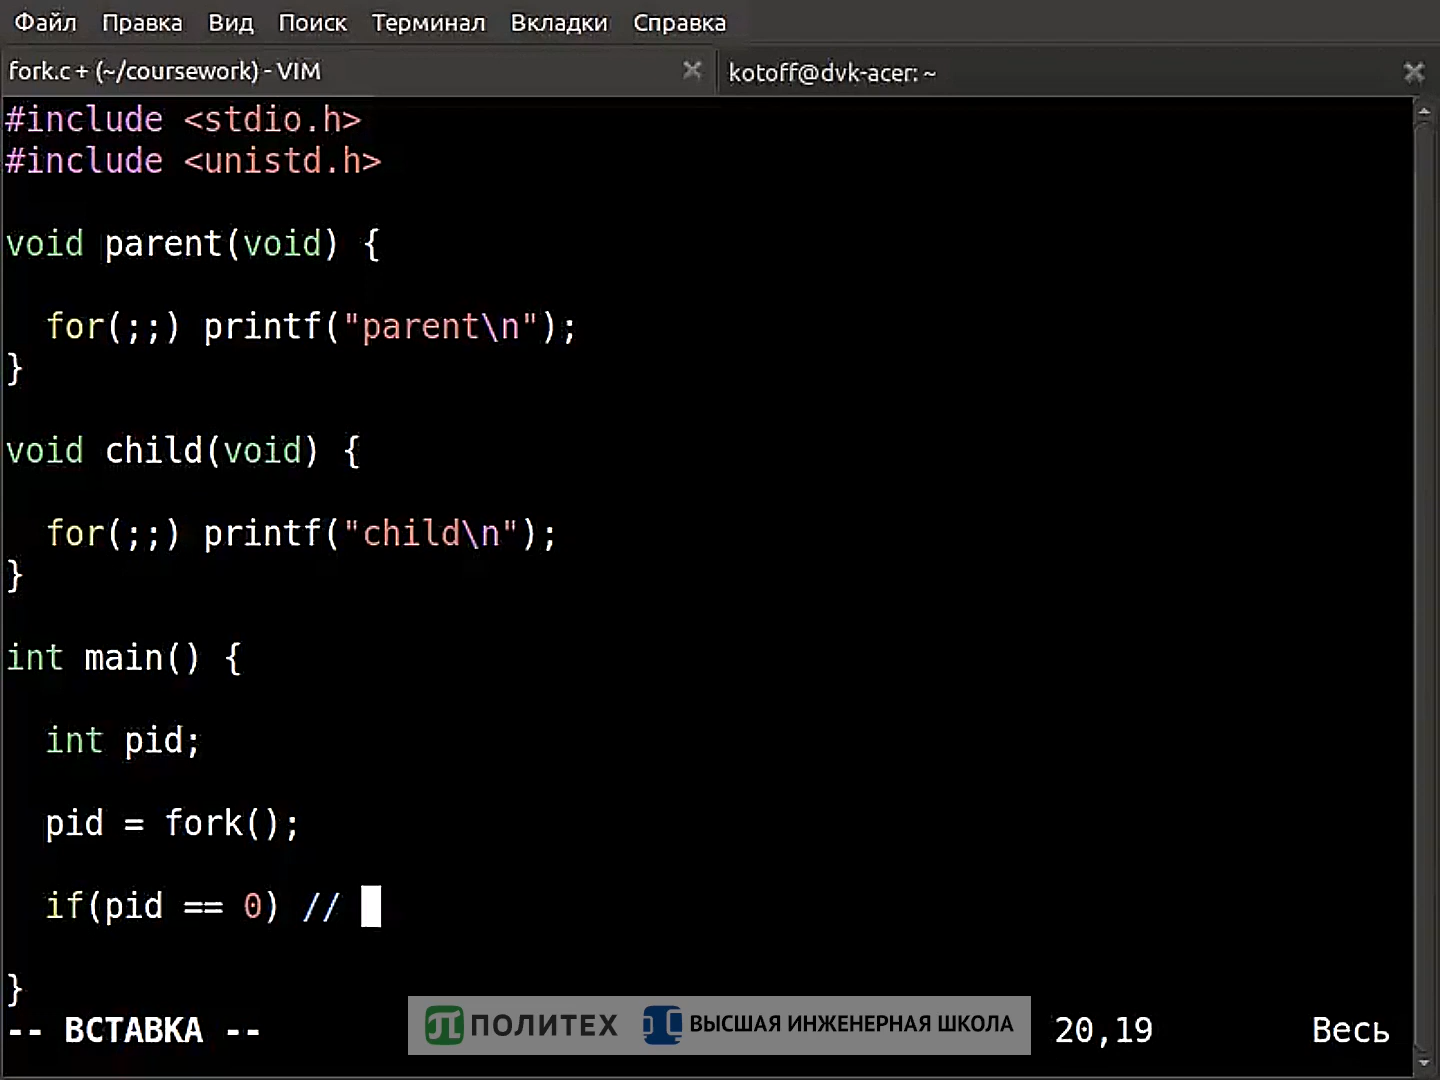 Файл Правка Вид Поиск Терминал Вкладки Справка
fork.c + (~/coursework) - VIM
kotoff@dvk-acer: ~
#include <stdio.h>
#include <unistd.h>
void parent(void) {
for(;;) printf("parent\n");
}
void child(void) {
for(;;) printf("child\n");
}
int main() {
int pid;
pid = fork();
if(pid == 0) //
}
-- ВСТАВКА --
ПОЛИТЕХ
ВЫСШАЯ ИНЖЕНЕРНАЯ ШКОЛА
20,19
Весь